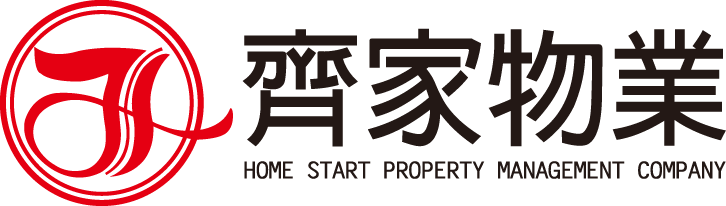 齊家物業
HOME START PROPERTY MANAGEMENT COMPANY